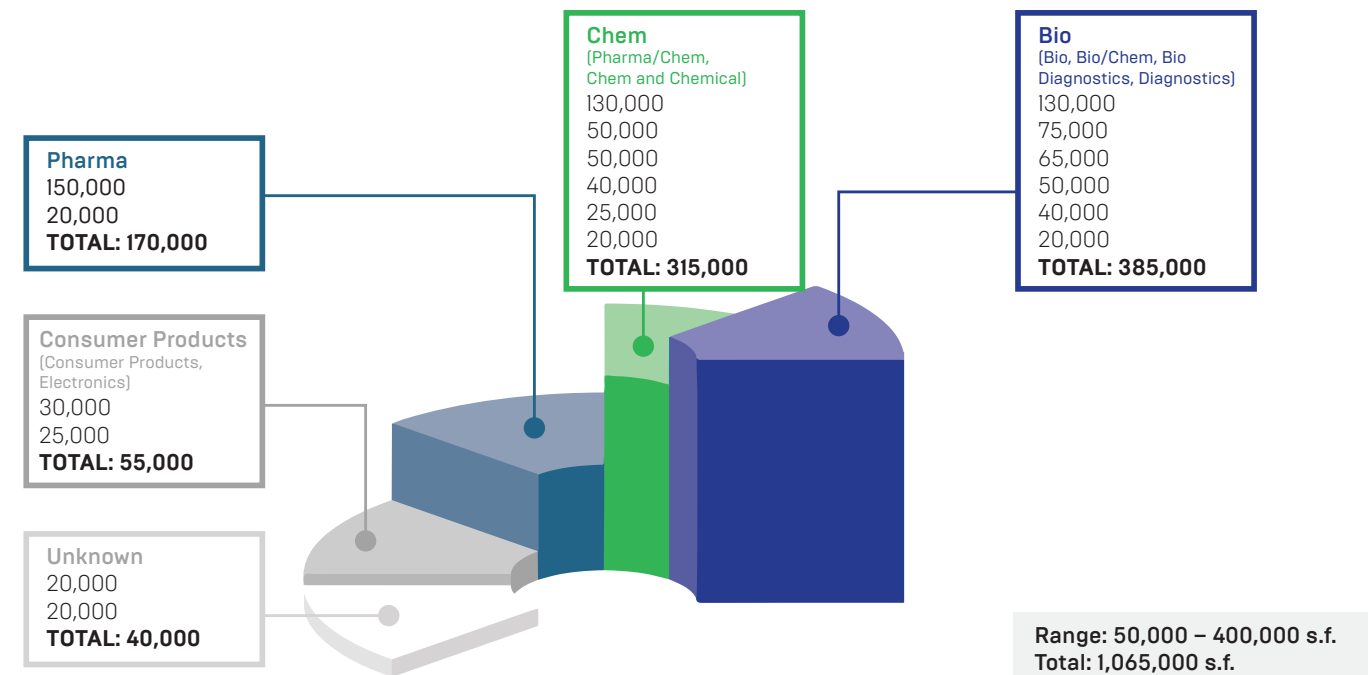 Pharma
150,000
20,000
TOTAL: 170,000
Consumer Products
(Consumer Products,
Electronics)
30,000
25,000
TOTAL: 55,000
Unknown
20,000
20,000
TOTAL: 40,000
Chem
(Pharma/Chem,
Chem and Chemical)
130,000
50,000
50,000
40,000
25,000
20,000
TOTAL: 315,000
Bio
(Bio, Bio/Chem, Bio
Diagnostics, Diagnostics)
130,000
75,000
65,000
50,000
40,000
20,000
TOTAL: 385,000
Range: 50,000 – 400,000 s.f.
Total: 1,065,000 s.f.